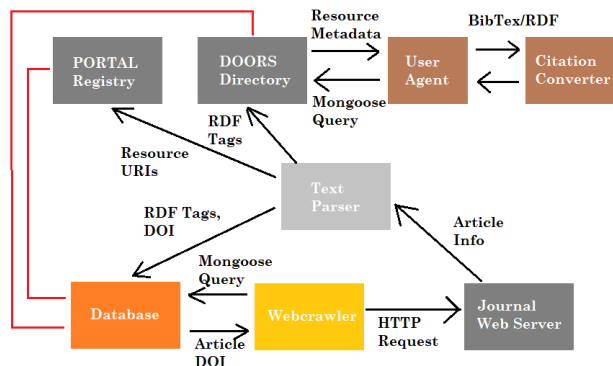 Resource
Metadata
BibTex/RDF
PORTAL
Registry
DOORS
Directory
User
Agent
Citation
Converter
Mongoose
Query
RDF
Tags
Resource
URIs
Text
Parser
RDF Tags,
DOI
Article
Info
Mongoose
Query
Database
Webcrawler
Journal
Web Server
Article
DOI
HTTP
Request